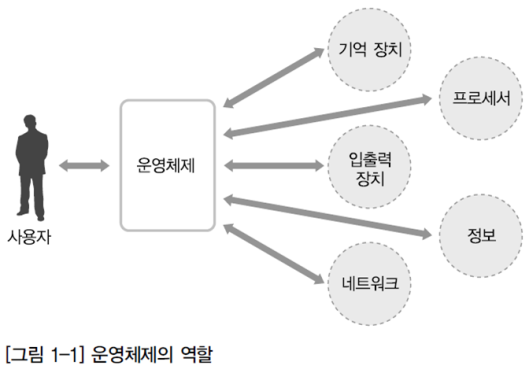 기억 장치
프로세서
운영체제
입출력
장치
사용자
정보
네트워크
[그림 1-1] 운영체제의 역할